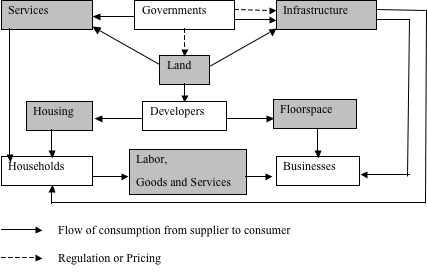 Services
Governments
Infrastructure
Land
Housing
Developers
Floorspace
Households
Labor,
Goods and Services
Businesses
Flow of consumption from supplier to consumer
Regulation or Pricing